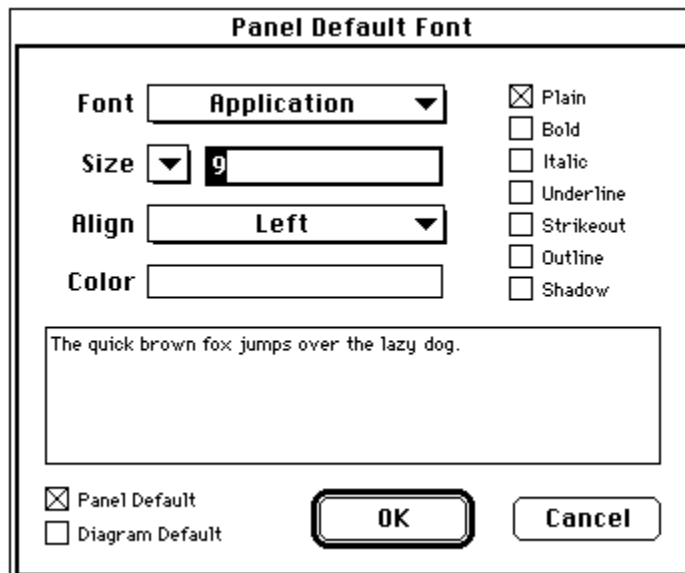 Panel Default Font
Font Application
Size 9
Align Left
Color
Plain
Bold
Italic
Underline
Strikeout
Outline
Shadow
The quick brown fox jumps over the lazy dog.
Panel Default
Diagram Default
OK Cancel